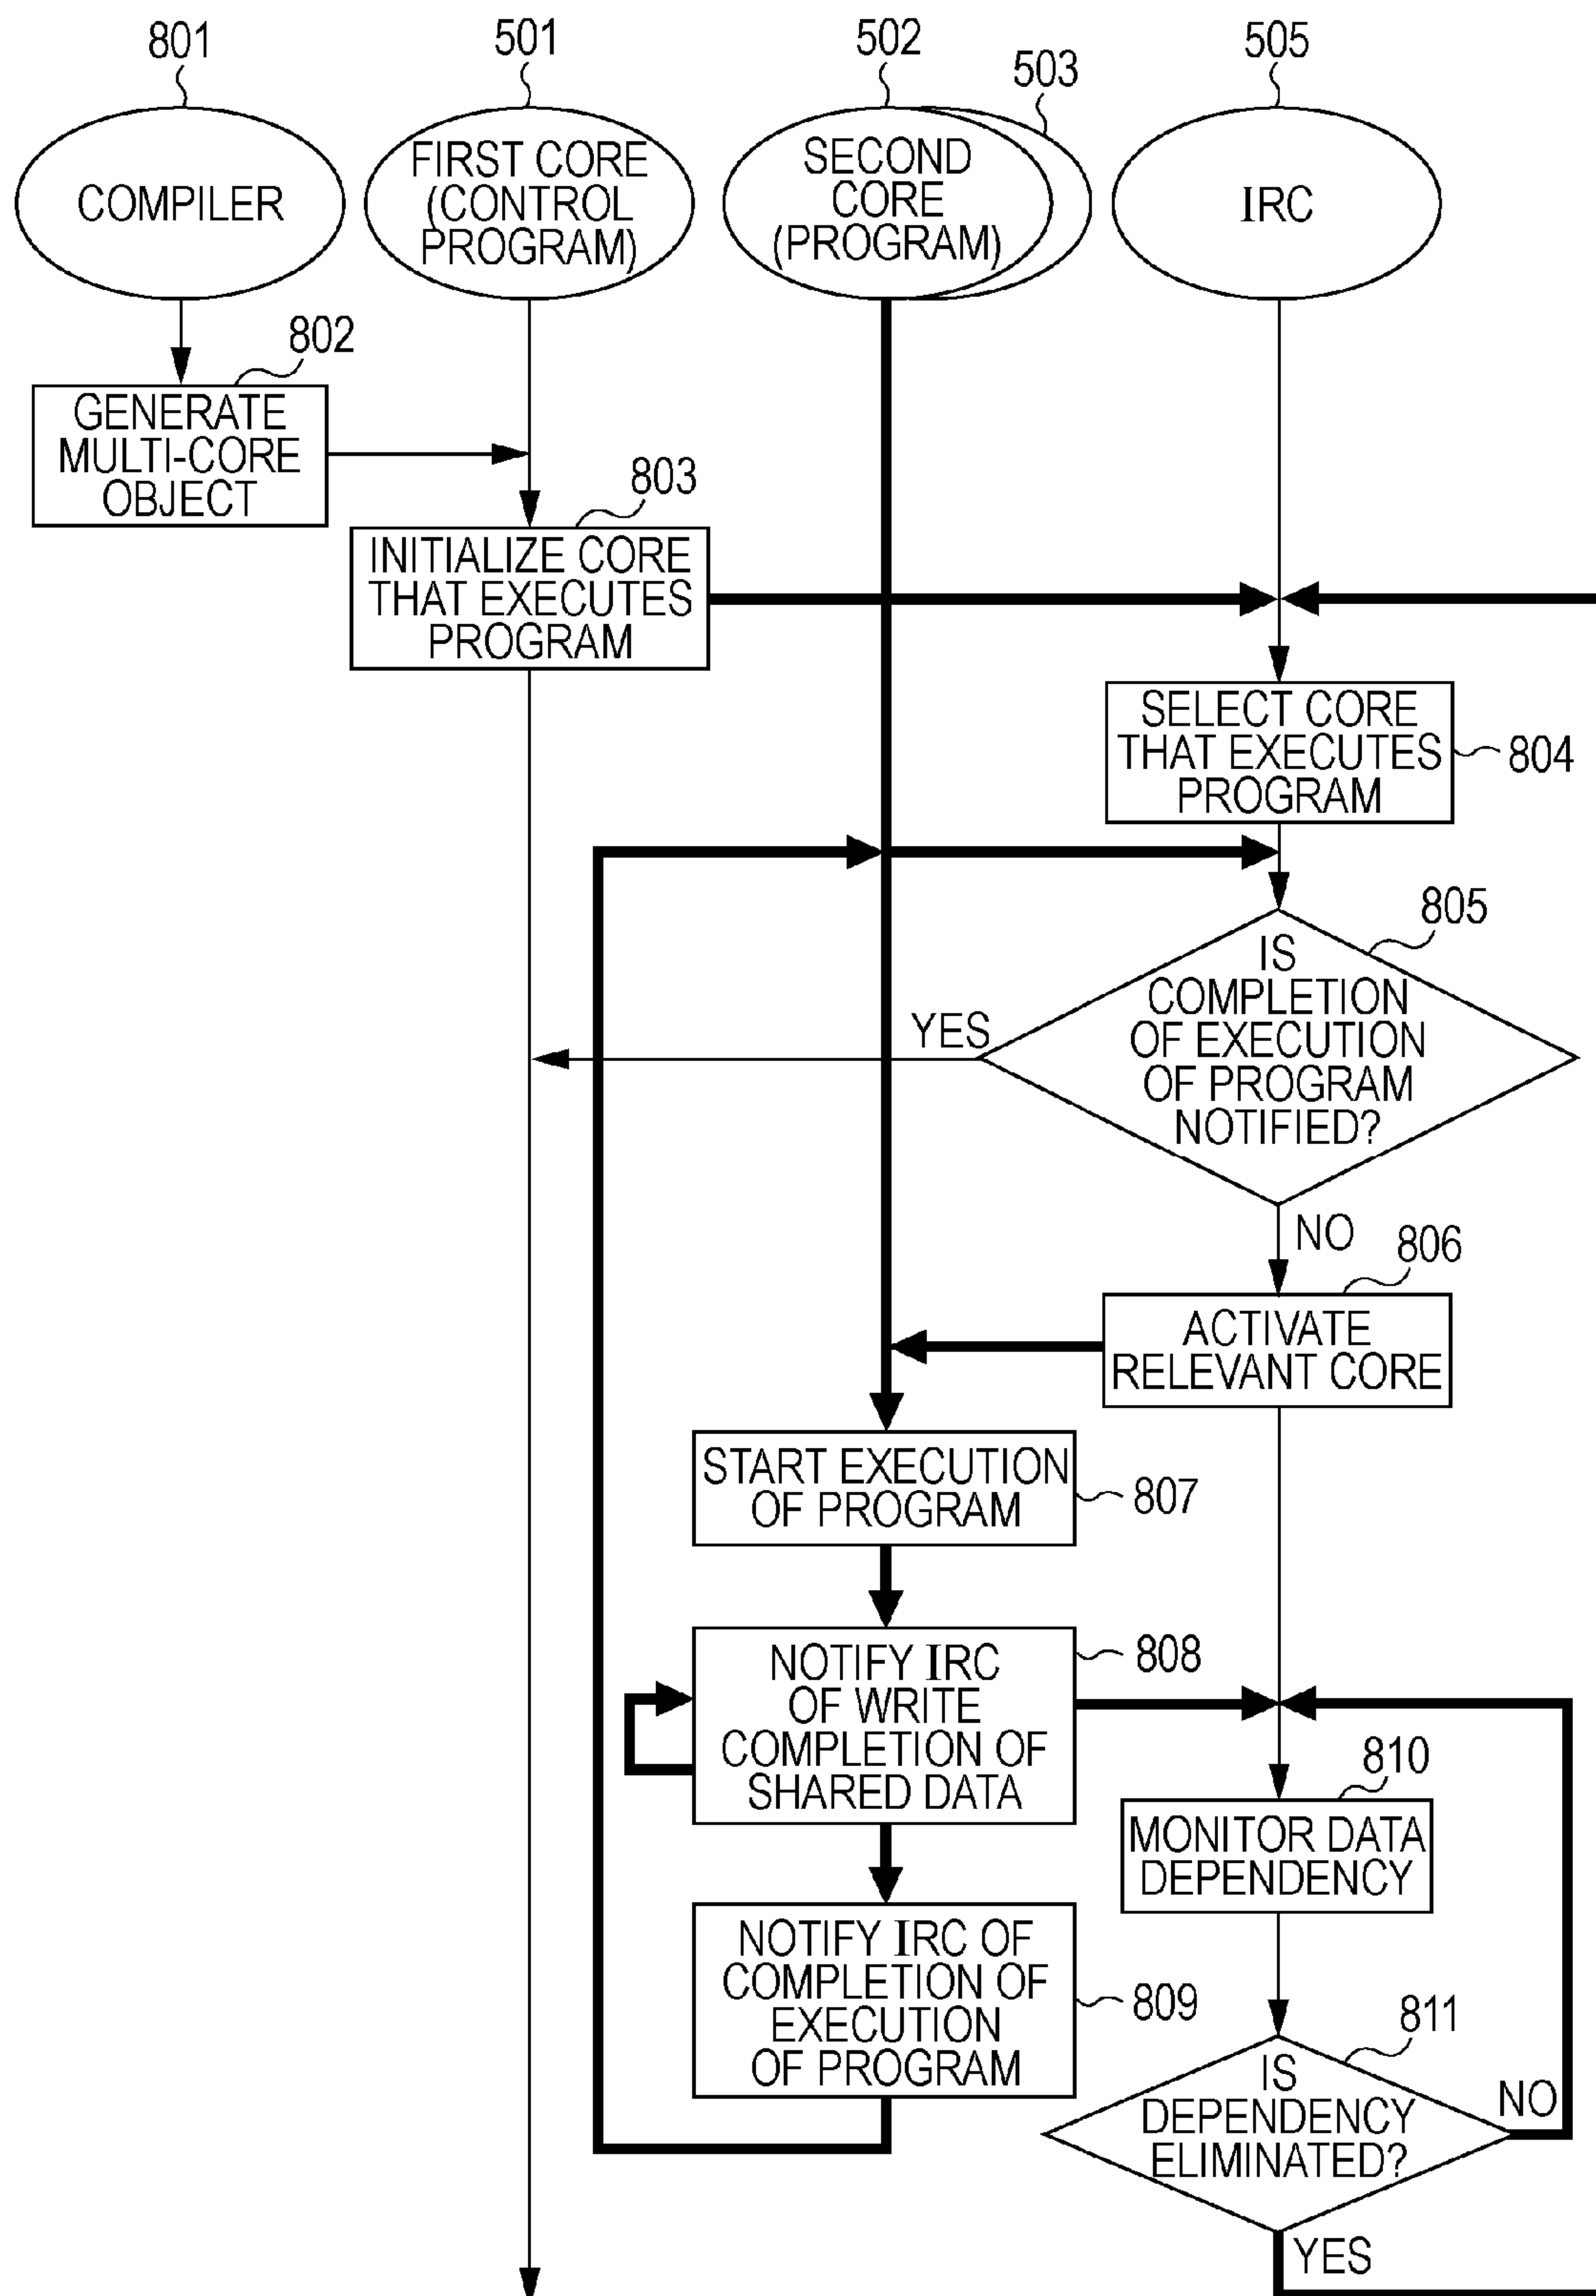 801
501
502
503
505
COMPILER
FIRST CORE
(CONTROL
PROGRAM)
SECOND
CORE
(PROGRAM)
IRC
802
GENERATE
MULTI-CORE
OBJECT
803
INITIALIZE CORE
THAT EXECUTES
PROGRAM
SELECT CORE
THAT EXECUTES
PROGRAM
804
805
IS
COMPLETION
OF EXECUTION
OF PROGRAM
NOTIFIED?
YES
NO
806
ACTIVATE
RELEVANT CORE
START EXECUTION
OF PROGRAM
807
NOTIFY IRC
OF WRITE
COMPLETION OF
SHARED DATA
808
810
MONITOR DATA
DEPENDENCY
NOTIFY IRC OF
COMPLETION OF
EXECUTION
OF PROGRAM
809
811
IS
DEPENDENCY
ELIMINATED?
NO
YES